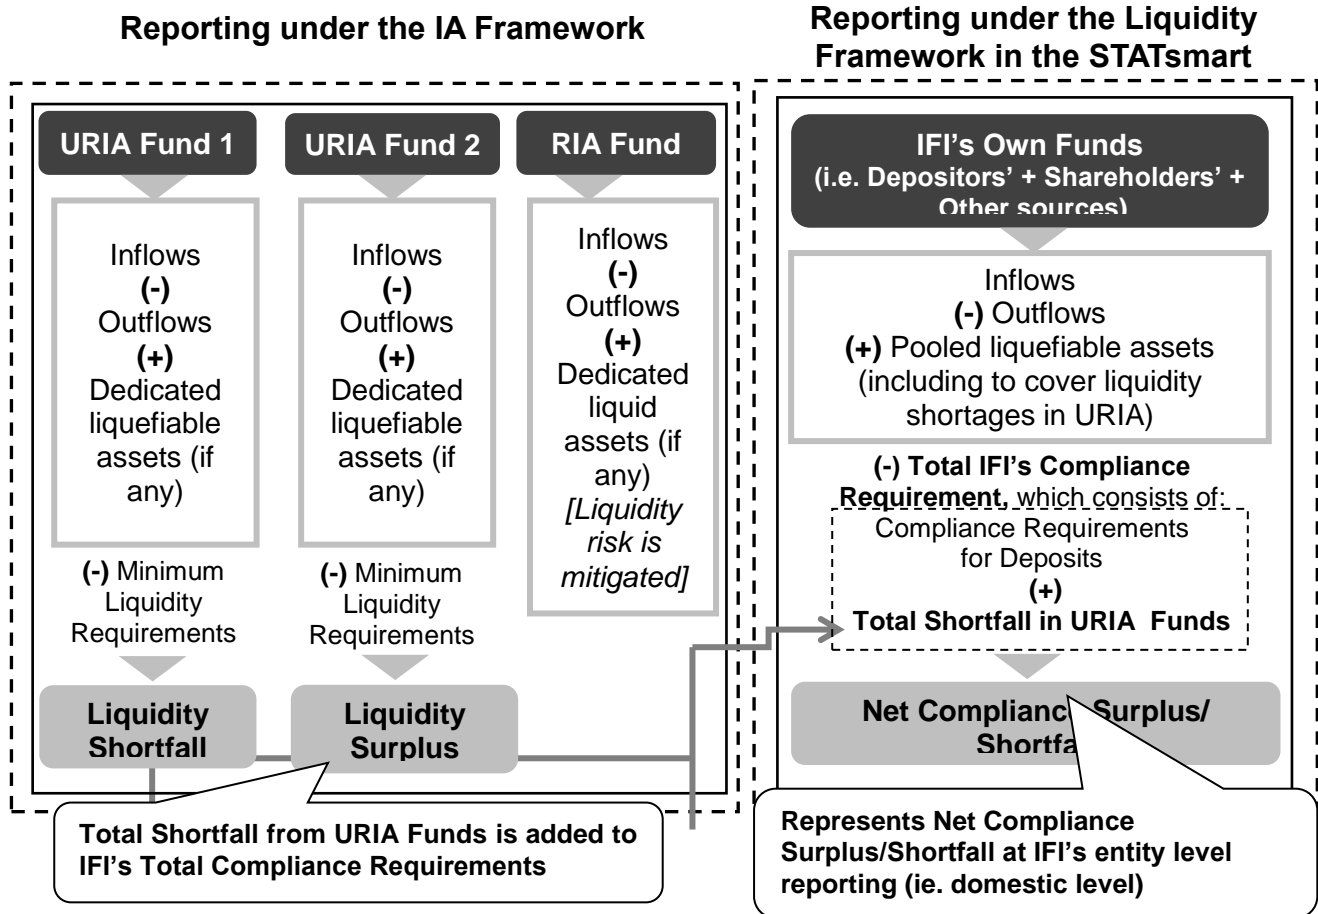 Reporting under the IA Framework
Reporting under the Liquidity
Framework in the STATsmart
URIA Fund 1
URIA Fund 2
RIA Fund
Inflows
(-)
Outflows
(+)
Dedicated
liquefiable
assets (if
any)
Inflows
(-)
Outflows
(+)
Dedicated
liquefiable
assets (if
any)
Inflows
(-)
Outflows
(+)
Dedicated
liquid
assets (if
any)
[Liquidity
risk is
mitigated]
(-) Minimum
Liquidity
Requirements
(-) Minimum
Liquidity
Requirements
Liquidity
Shortfall
Liquidity
Surplus
Total Shortfall from URIA Funds is added to
IFI's Total Compliance Requirements
IFI's Own Funds
(i.e. Depositors' + Shareholders' +
Other sources)
Inflows
(-) Outflows
(+) Pooled liquefiable assets
(including to cover liquidity
shortages in URIA)
(-) Total IFI's Compliance
Requirement, which consists of:
Compliance Requirements
for Deposits
(+)
Total Shortfall in URIA Funds
Net Compliance Surplus/
Shortfa
Represents Net Compliance
Surplus/Shortfall at IFI's entity level
reporting (ie. domestic level)